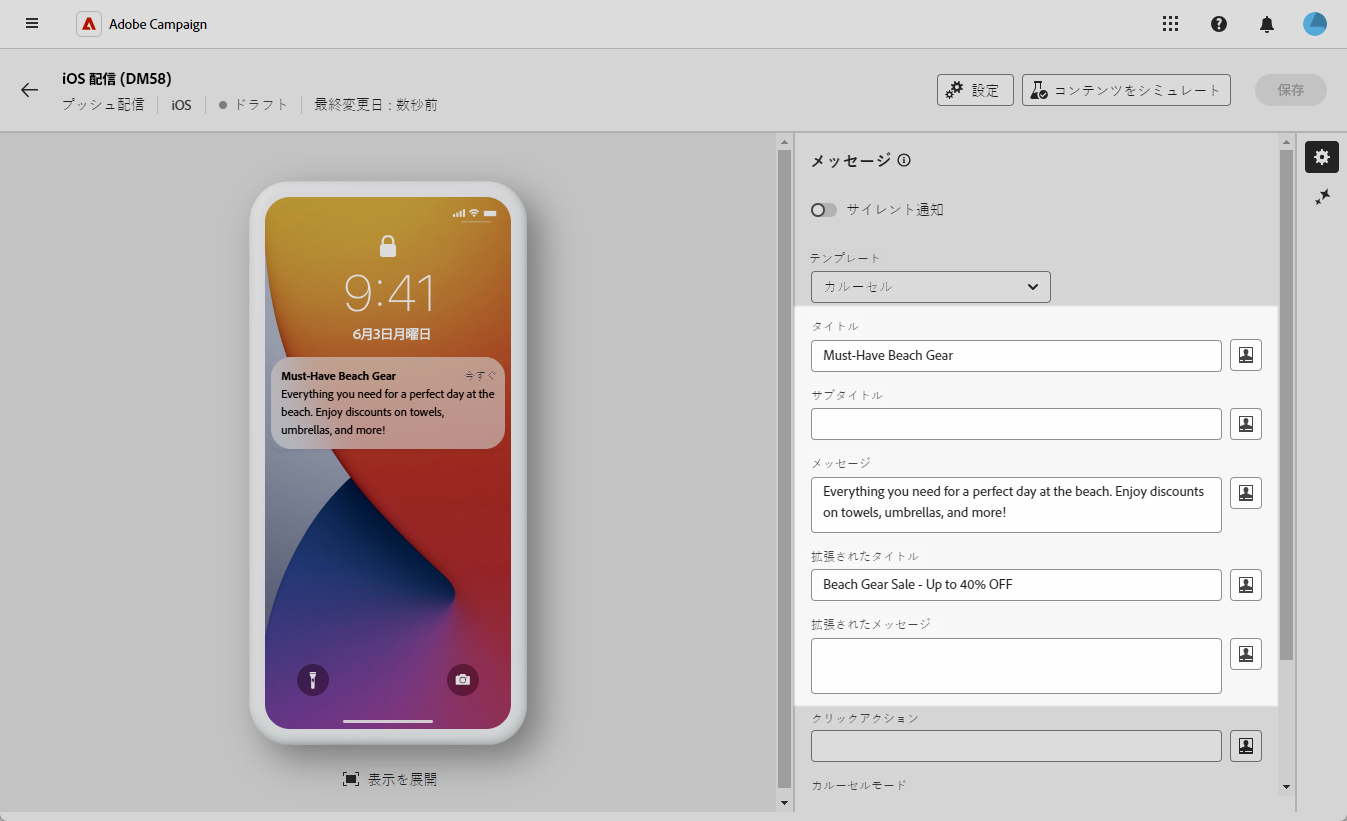 Adobe Campaign
iOS 配信 (DM58)
プッシュ配信 iOS ドラフト 最終変更日 : 数秒前
設定
コンテンツをシミュレート
保存
9:41
6月3日月曜日
Must-Have Beach Gear 今すぐ
Everything you need for a perfect day at the
beach. Enjoy discounts on towels,
umbrellas, and more!
表示を展開
メッセージ
サイレント通知
テンプレート
カルーセル
タイトル
Must-Have Beach Gear
サブタイトル
メッセージ
Everything you need for a perfect day at the beach. Enjoy discounts
on towels, umbrellas, and more!
拡張されたタイトル
Beach Gear Sale - Up to 40% OFF
拡張されたメッセージ
クリックアクション
カルーセルモード